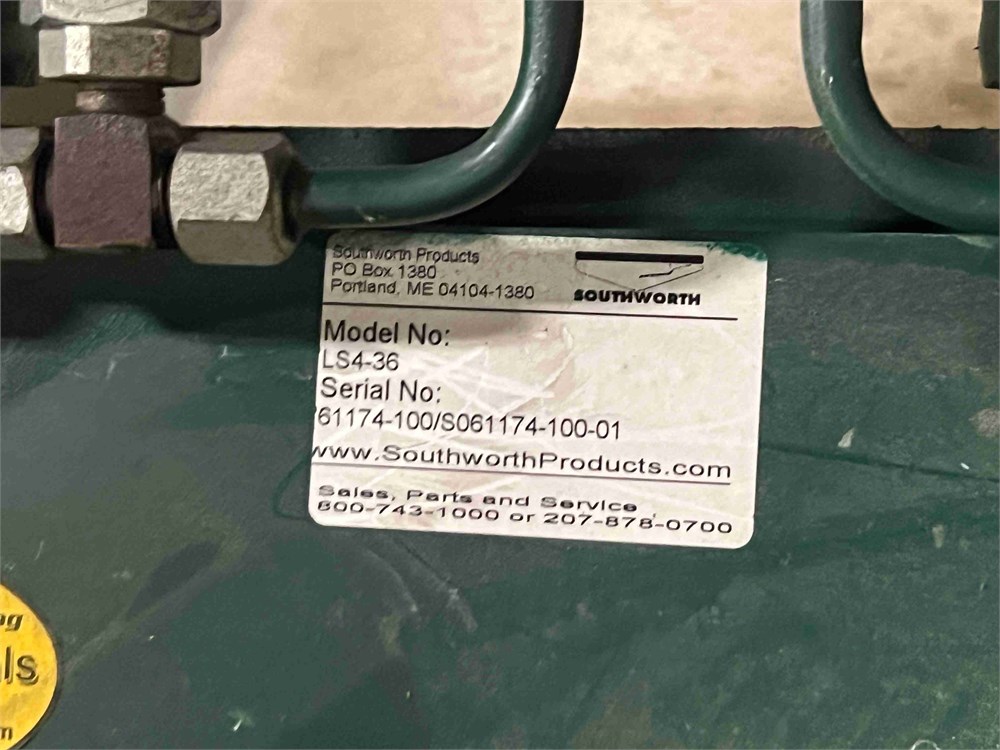 Southworth Products
PO Box 1380
Portland, ME 04104-1380
SOUTHWORTH
Model No:
LS4-36
Serial No:
61174-100/S061174-100-01
www.SouthworthProducts.com
Sales, Parts and Service
800-743-1000 or 207-878-0700